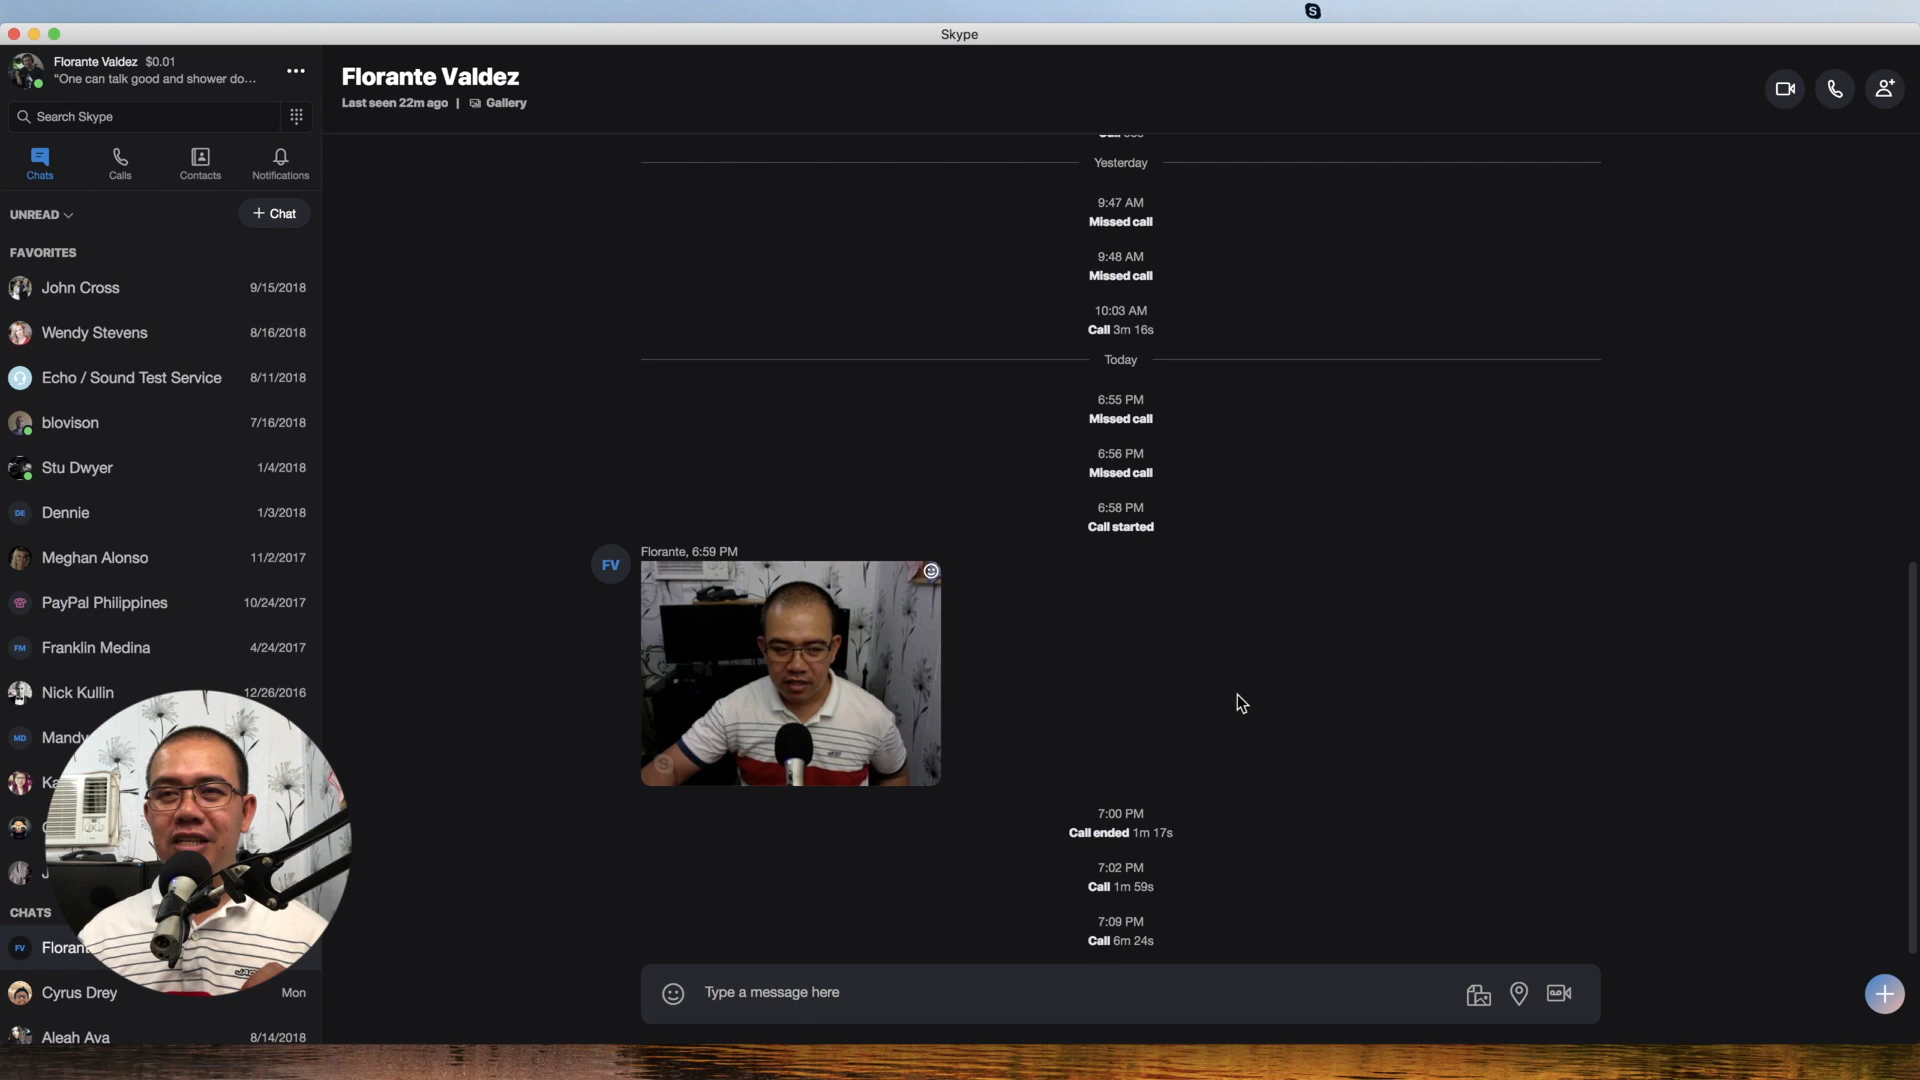 Skype
Florante Valdez $0.01
"One can talk good and shower do...
Search Skype
Chats
Calls
Contacts
Notifications
UNREAD
+ Chat
FAVORITES
John Cross 9/15/2018
Wendy Stevens 8/16/2018
Echo / Sound Test Service 8/11/2018
blovison 7/16/2018
Stu Dwyer 1/4/2018
DE Dennie 1/3/2018
Meghan Alonso 11/2/2017
PayPal Philippines 10/24/2017
FM Franklin Medina 4/24/2017
Nick Kullin 12/26/2016
MD Mandy
CHATS
FV
Cyrus Drey Mon
Aleah Ava 8/14/2018
Florante Valdez
Last seen 22m ago | Gallery
Yesterday
9:47 AM
Missed call
9:48 AM
Missed call
10:03 AM
Call 3m 16s
Today
6:55 PM
Missed call
6:56 PM
Missed call
6:58 PM
Call started
Florante, 6:59 PM
FV
7:00 PM
Call ended 1m 17s
7:02 PM
Call 1m 59s
7:09 PM
Call 6m 24s
Type a message here